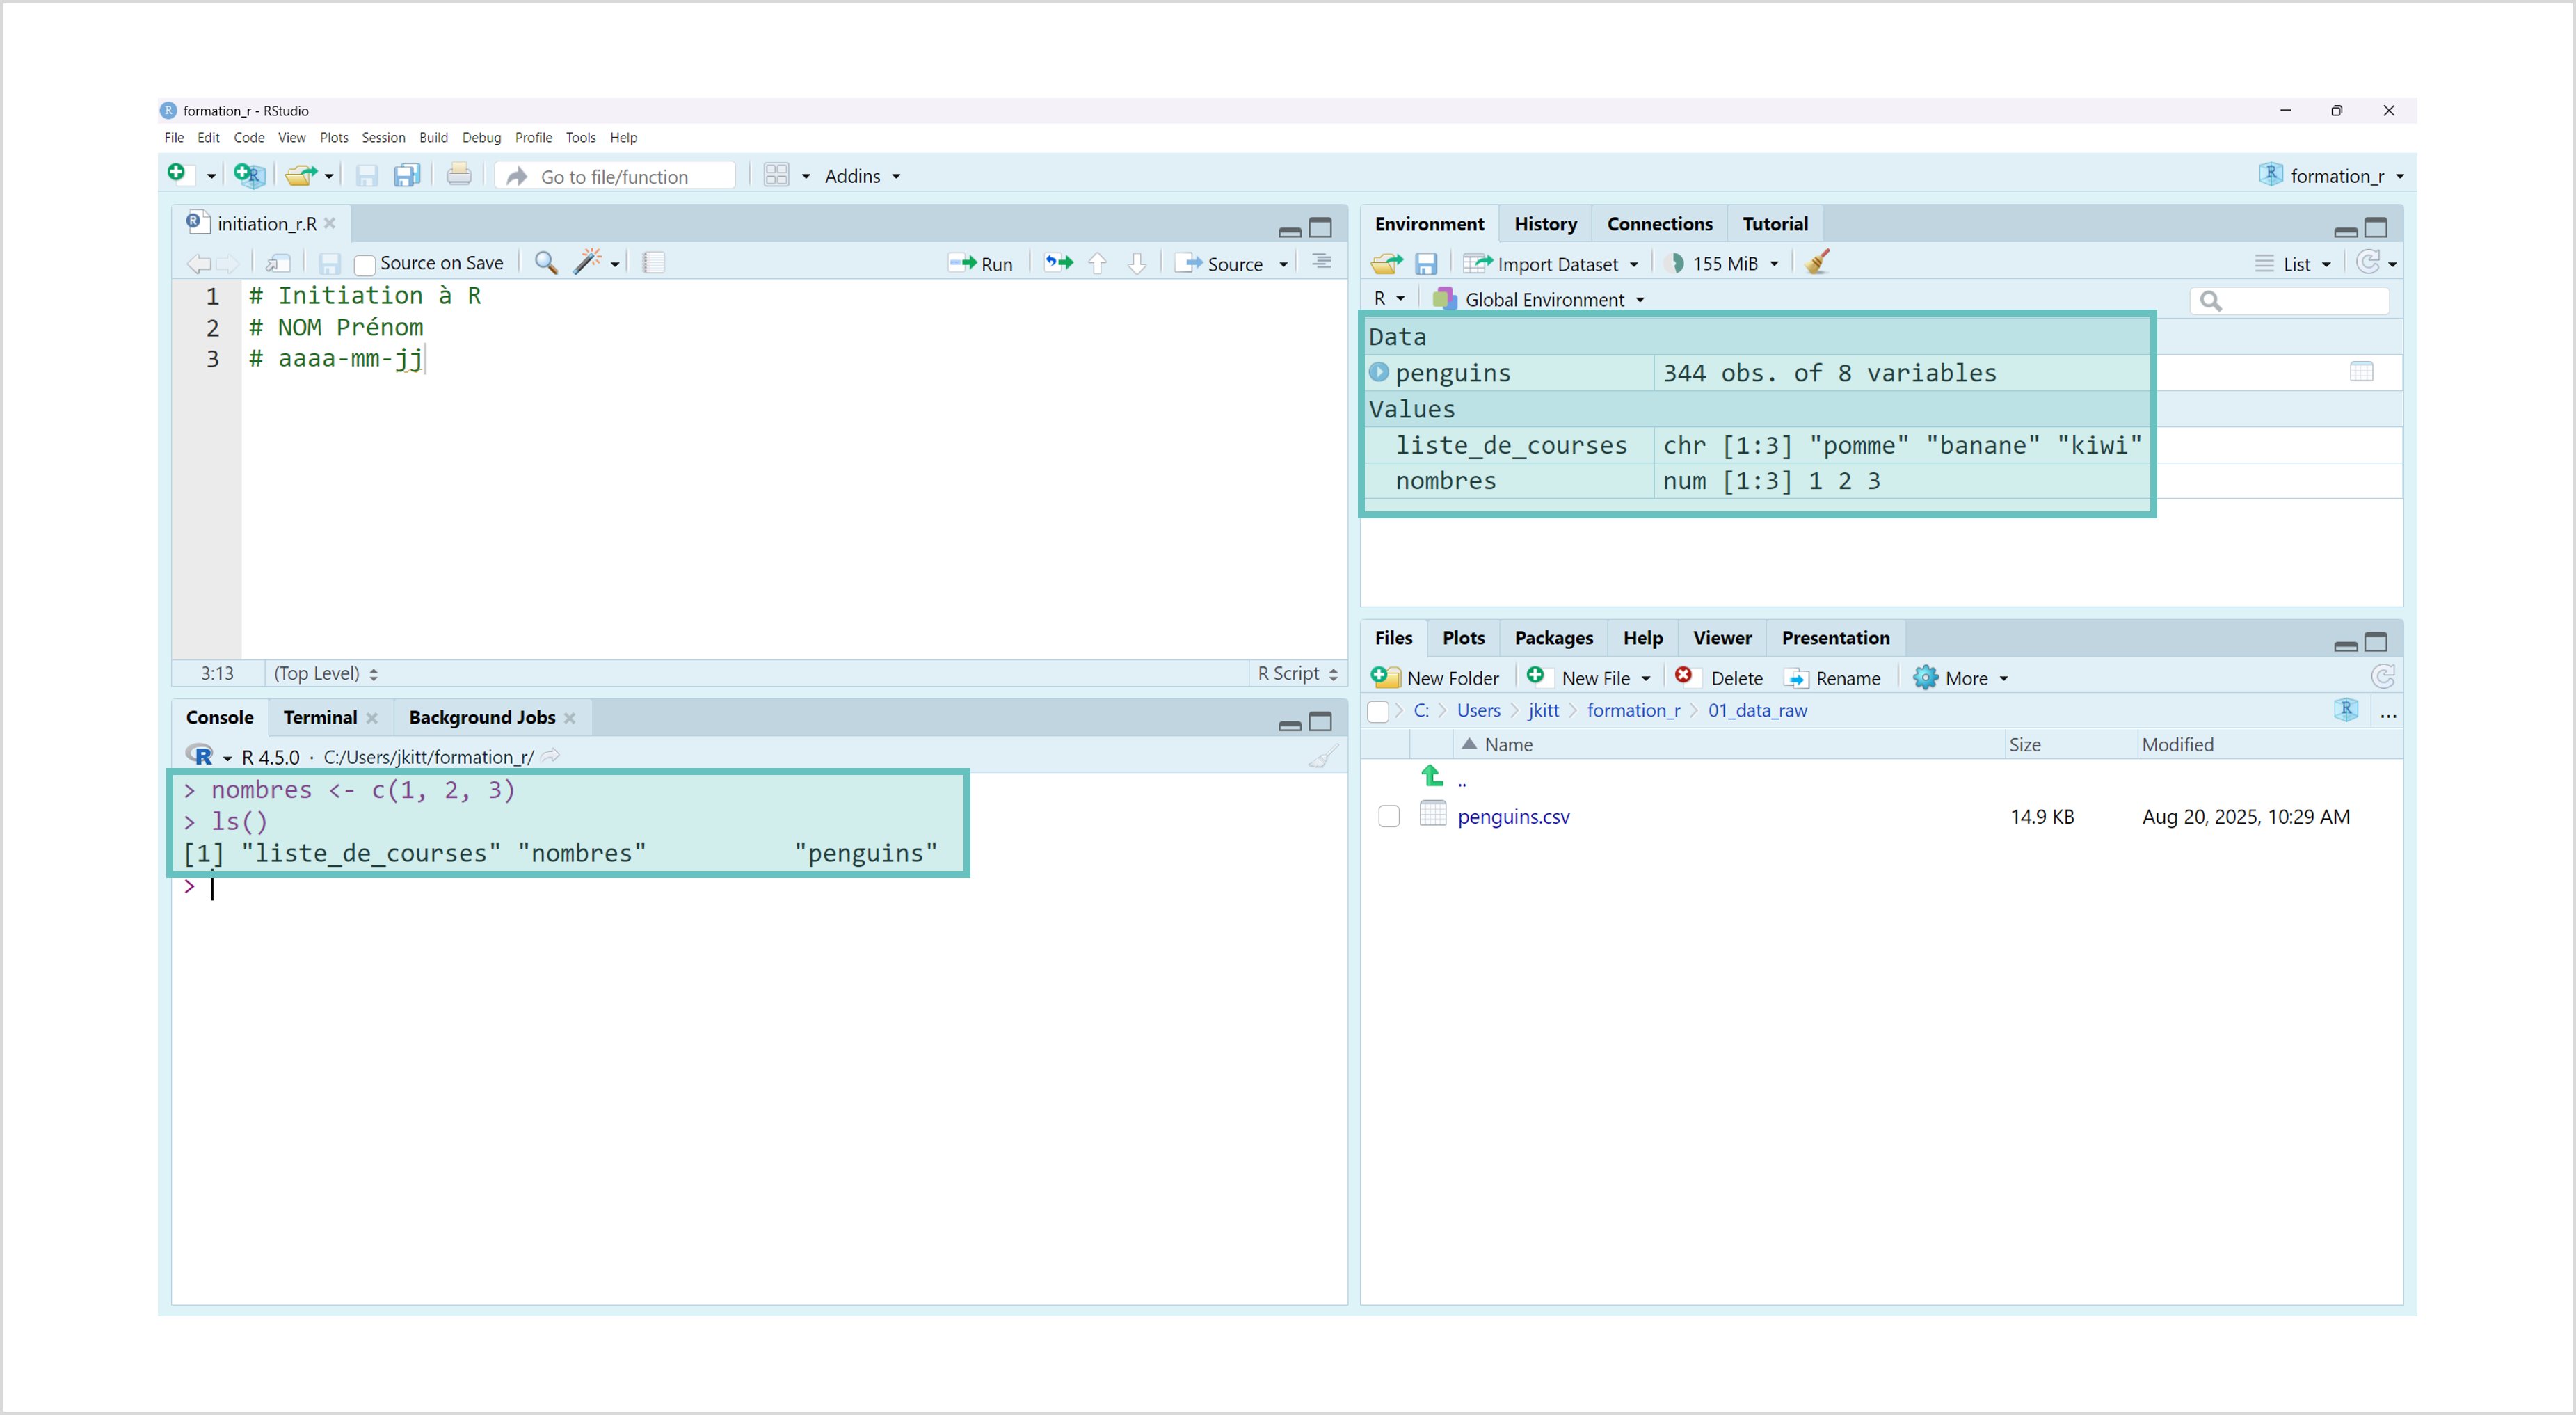 formation_r - RStudio
File Edit Code View Plots Session Build Debug Profile Tools Help
Go to file/function Addins formation_r
initiation_r.R
Source on Save Run Source
1 # Initiation à R
2 # NOM Prénom
3 # aaaa-mm-jj
3:13 (Top Level) R Script
Console Terminal Background Jobs
R 4.5.0 · C:/Users/jkitt/formation_r/
> nombres <- c(1, 2, 3)
> ls()
[1] "liste_de_courses" "nombres" "penguins"
>
Environment History Connections Tutorial
Import Dataset 155 MiB List
R Global Environment
Data
penguins 344 obs. of 8 variables
Values
liste_de_courses chr [1:3] "pomme" "banane" "kiwi"
nombres num [1:3] 1 2 3
Files Plots Packages Help Viewer Presentation
New Folder New File Delete Rename More
C: Users jkitt formation_r 01_data_raw ...
Name Size Modified
..
penguins.csv 14.9 KB Aug 20, 2025, 10:29 AM